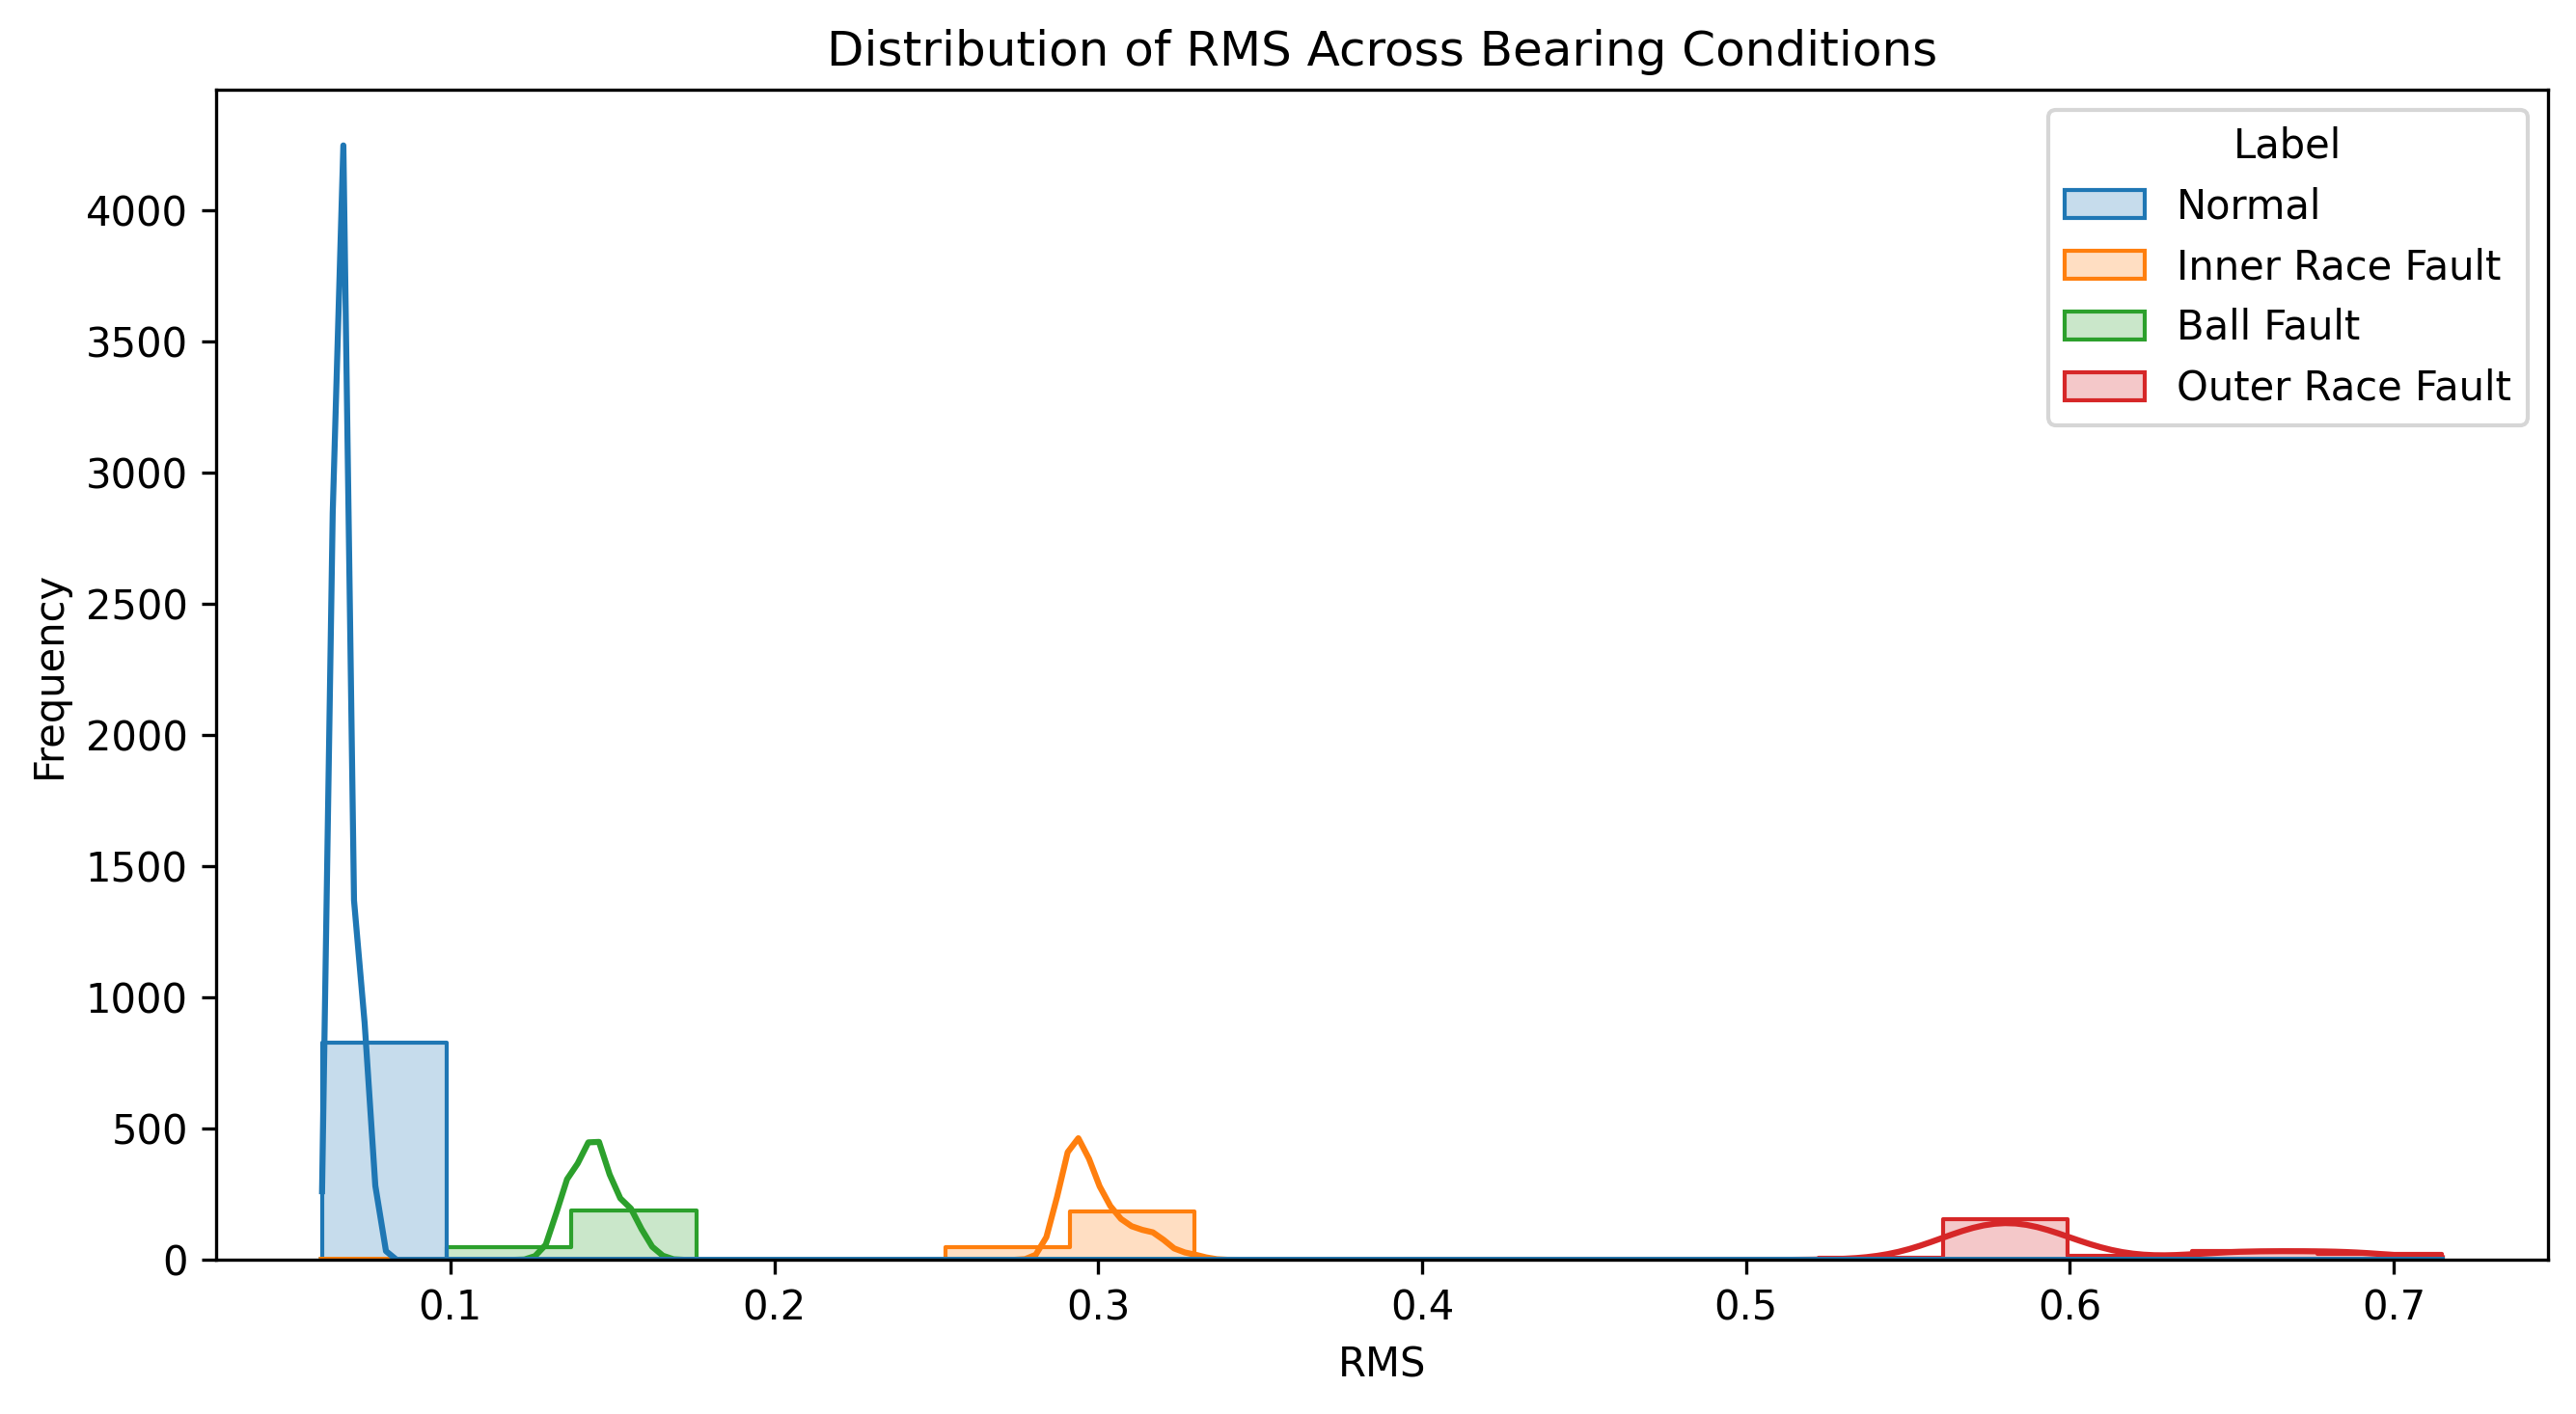 Distribution of RMS Across Bearing Conditions
Label
Normal
Inner Race Fault
Ball Fault
Outer Race Fault
Frequency
4000
3500
3000
2500
2000
1500
1000
500
0
0.1 0.2 0.3 0.4 0.5 0.6 0.7
RMS